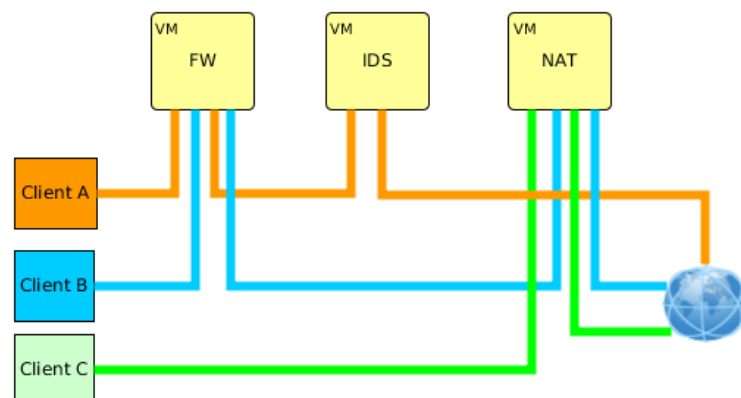 VM
FW
VM
IDS
VM
NAT
Client A
Client B
Client C